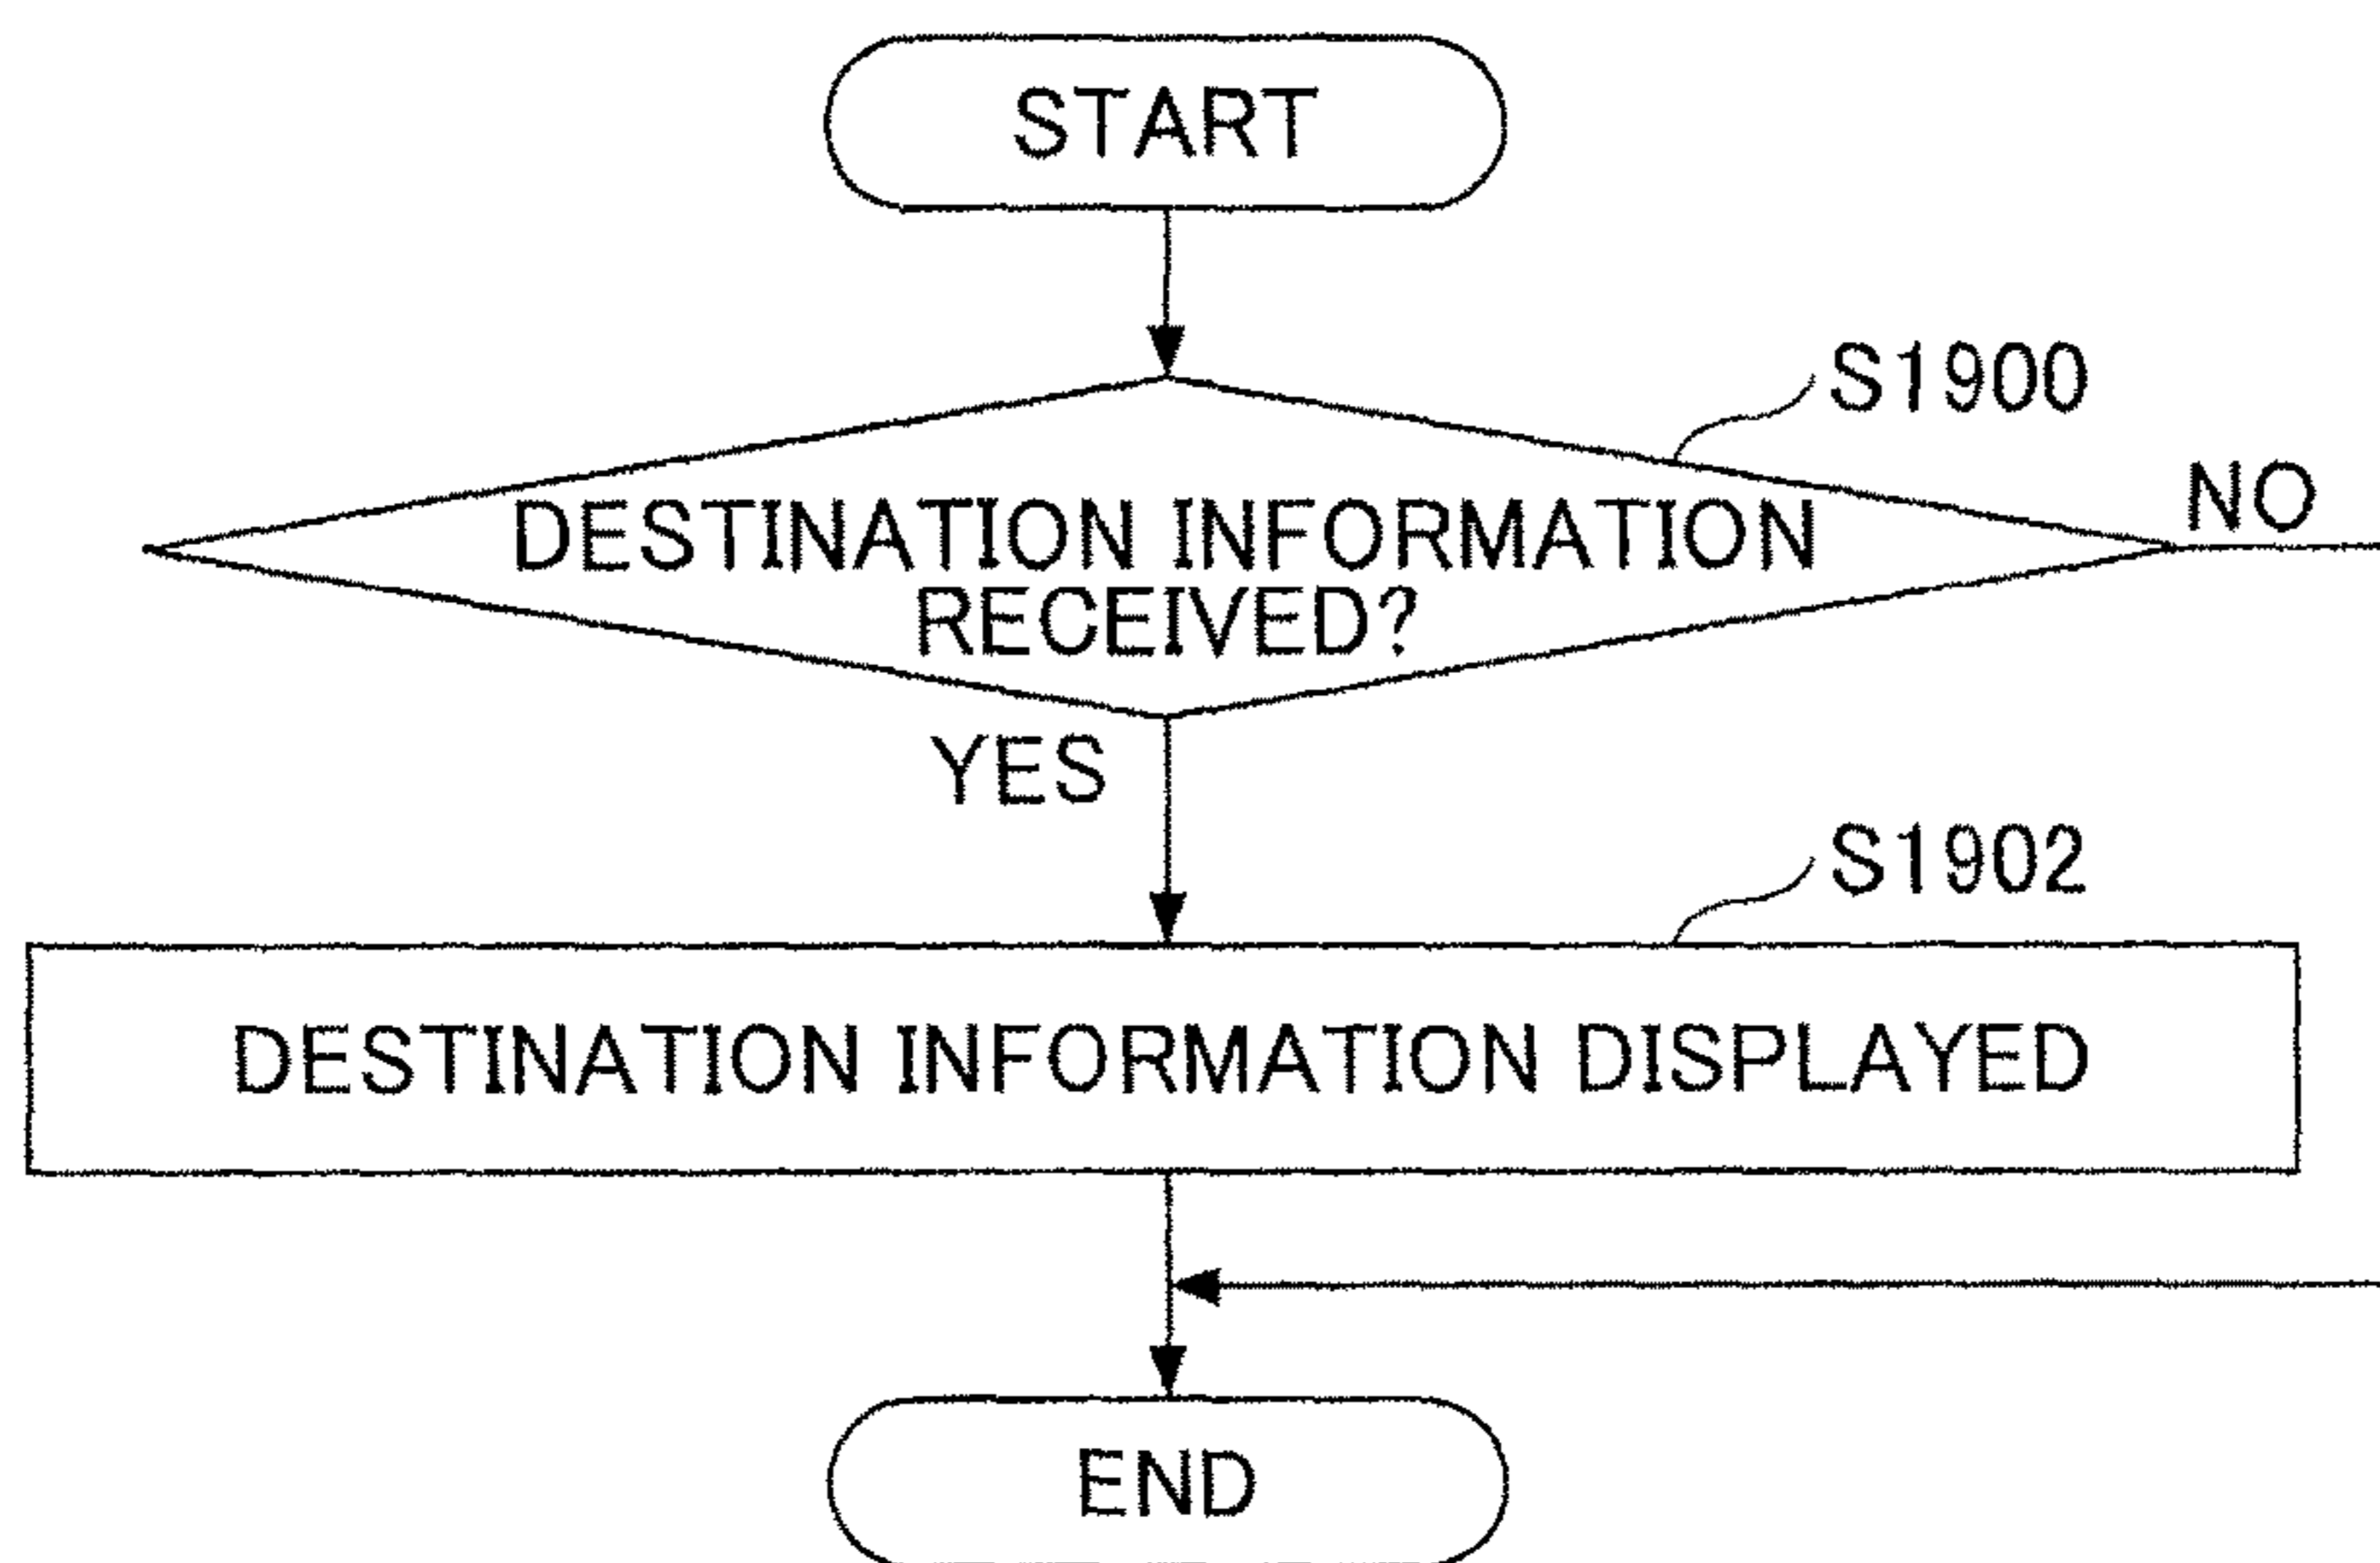 START
S1900
DESTINATION INFORMATION
RECEIVED?
NO
YES
S1902
DESTINATION INFORMATION DISPLAYED
END